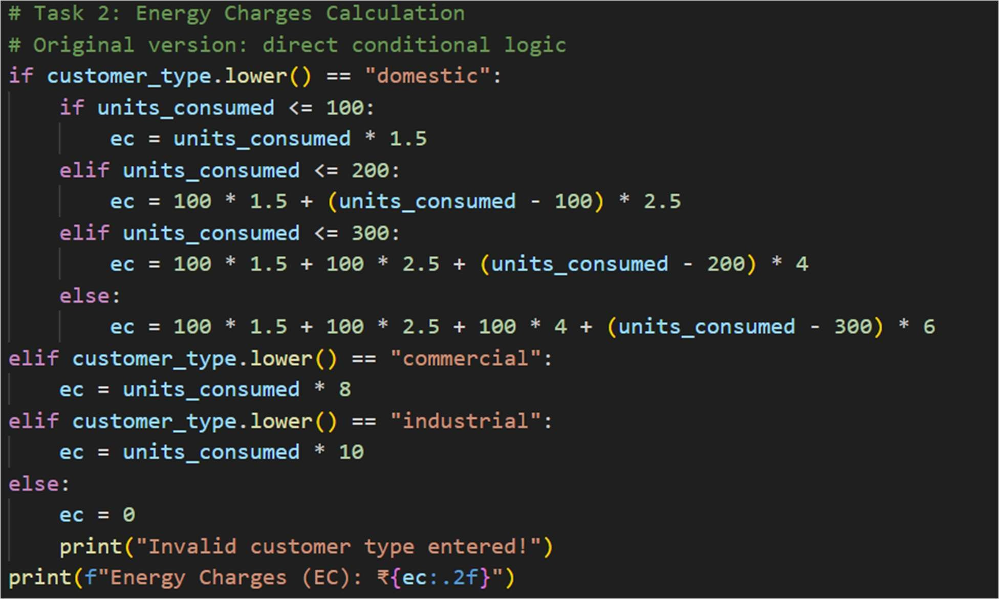 # Task 2: Energy Charges Calculation
# Original version: direct conditional logic
if customer_type.lower() == "domestic":
    if units_consumed <= 100:
        ec = units_consumed * 1.5
    elif units_consumed <= 200:
        ec = 100 * 1.5 + (units_consumed - 100) * 2.5
    elif units_consumed <= 300:
        ec = 100 * 1.5 + 100 * 2.5 + (units_consumed - 200) * 4
    else:
        ec = 100 * 1.5 + 100 * 2.5 + 100 * 4 + (units_consumed - 300) * 6
elif customer_type.lower() == "commercial":
    ec = units_consumed * 8
elif customer_type.lower() == "industrial":
    ec = units_consumed * 10
else:
    ec = 0
    print("Invalid customer type entered!")
print(f"Energy Charges (EC): ₹{ec:.2f}")